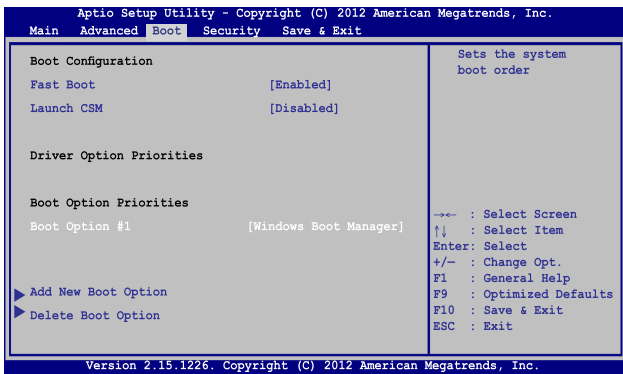 Aptio Setup Utility - Copyright (C) 2012 American Megatrends, Inc.
Main Advanced Boot Security Save & Exit
Boot Configuration
Fast Boot [Enabled]
Launch CSM [Disabled]
Driver Option Priorities
Boot Option Priorities
Boot Option #1 [Windows Boot Manager]
Add New Boot Option
Delete Boot Option
Sets the system
boot order
→← : Select Screen
↑↓ : Select Item
Enter: Select
+/— : Change Opt.
F1 : General Help
F9 : Optimized Defaults
F10 : Save & Exit
ESC : Exit
Version 2.15.1226. Copyright (C) 2012 American Megatrends, Inc.